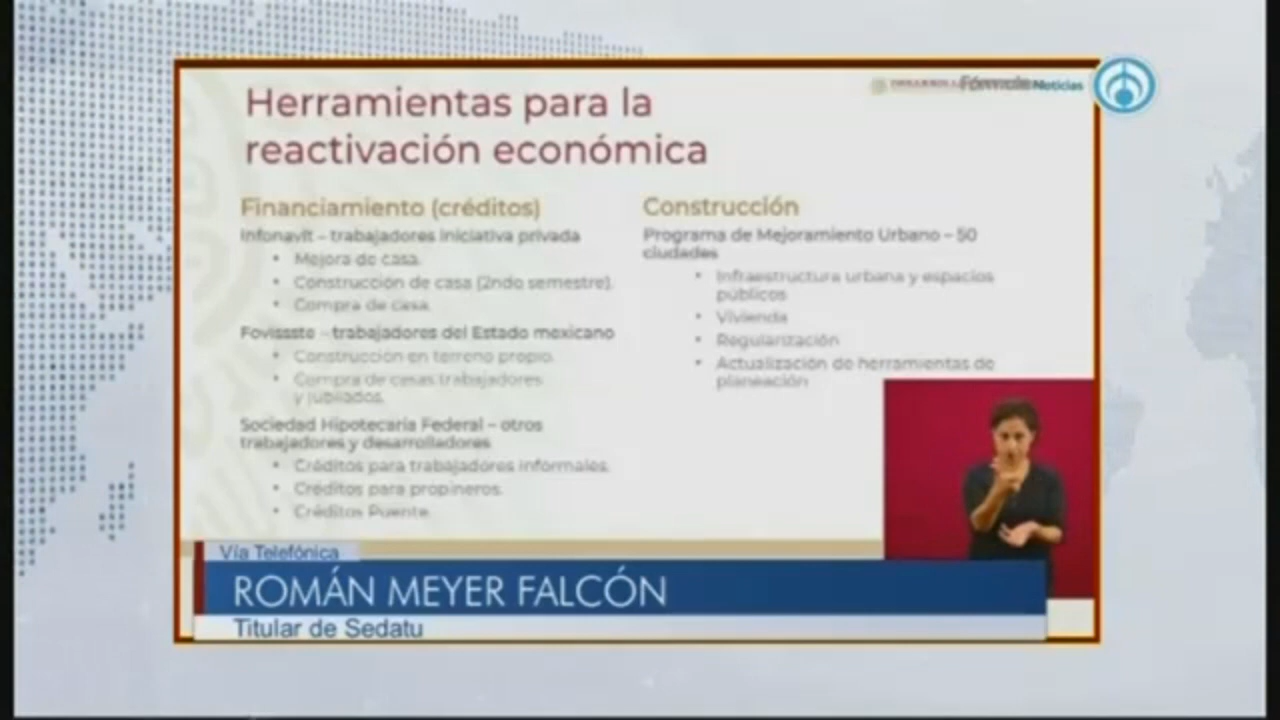 Herramientas para la
reactivación económica
Fórmula Noticias
Financiamiento (créditos)
Infonavit – trabajadores iniciativa privada
• Mejora de casa.
• Construcción de casa (2ndo semestre).
• Compra de casa.
Fovissste – trabajadores del Estado mexicano
• Construcción en terreno propio.
• Compra de casas trabajadores
y jubilados.
Sociedad Hipotecaria Federal – otros
trabajadores y desarrolladores
• Créditos para trabajadores informales.
• Créditos para propineros.
• Créditos Puente.
Construcción
Programa de Mejoramiento Urbano – 50
ciudades
• Infraestructura urbana y espacios
públicos
• Vivienda
• Regularización
• Actualización de herramientas de
planeación
Vía Telefónica
ROMÁN MEYER FALCÓN
Titular de Sedatu